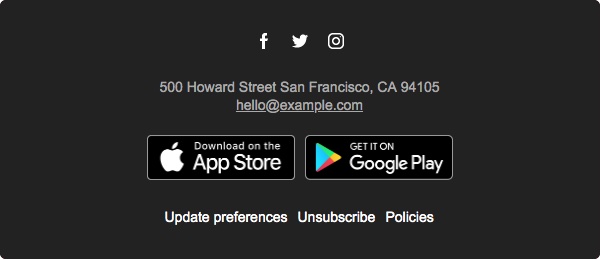 500 Howard Street San Francisco, CA 94105
hello@example.com
Download on the
App Store
GET IT ON
Google Play
Update preferences Unsubscribe Policies